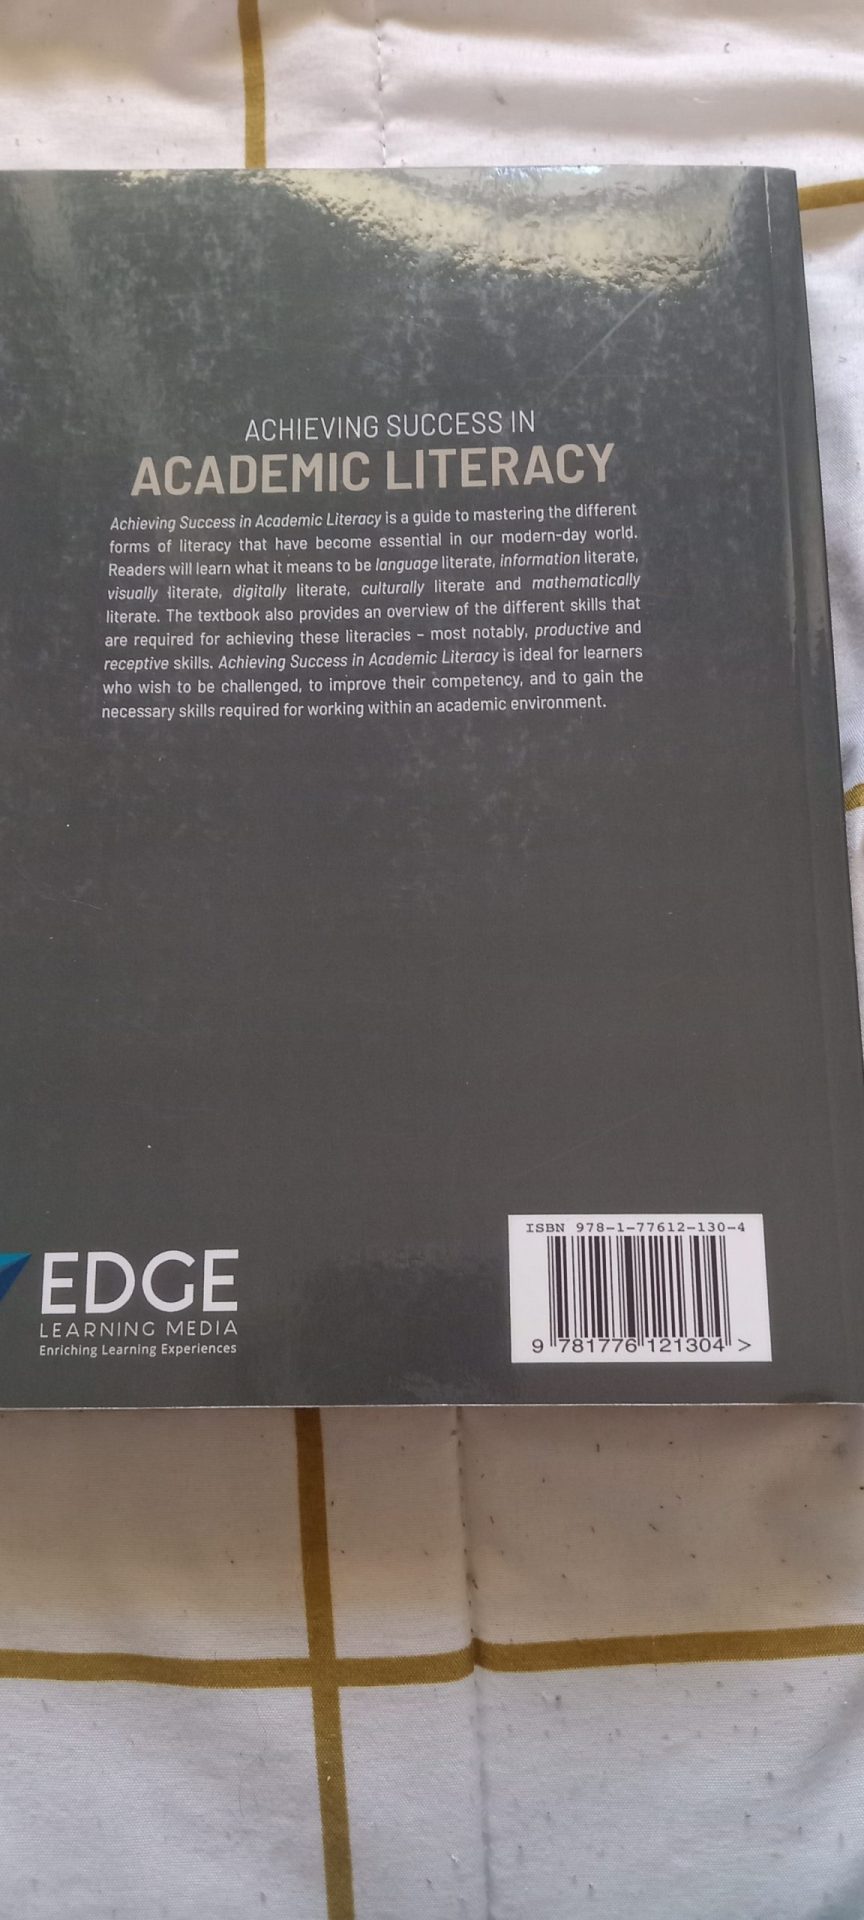 ACHIEVING SUCCESS IN
ACADEMIC LITERACY
Achieving Success in Academic Literacy is a guide to mastering the different
forms of literacy that have become essential in our modern-day world.
Readers will learn what it means to be language literate, information literate,
visually literate, digitally literate, culturally literate and mathematically
literate. The textbook also provides an overview of the different skills that
are required for achieving these literacies – most notably, productive and
receptive skills. Achieving Success in Academic Literacy is ideal for learners
who wish to be challenged, to improve their competency, and to gain the
necessary skills required for working within an academic environment.
EDGE
LEARNING MEDIA
Enriching Learning Experiences
ISBN 978-1-77612-130-4
9 781776 121304 >